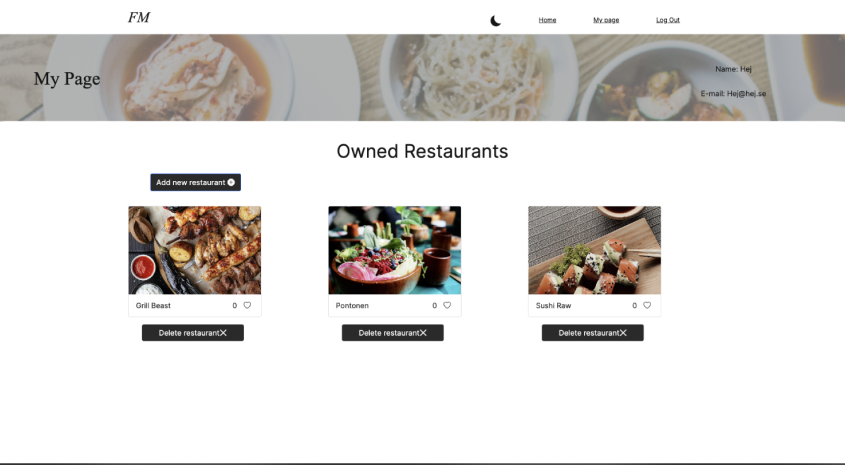 FM
Home My page Log Out
My Page
Name: Hej
E-mail: Hej@hej.se
Owned Restaurants
Add new restaurant
Grill Beast 0
Pontonen 0
Sushi Raw 0
Delete restaurant
Delete restaurant
Delete restaurant